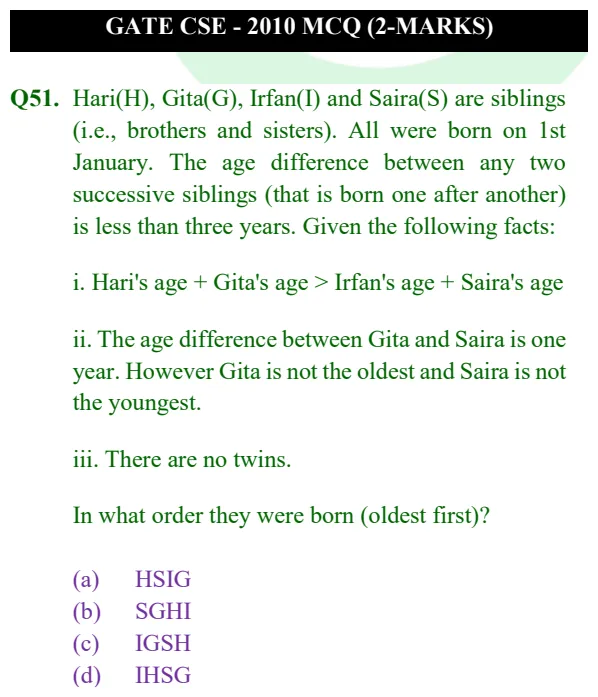 GATE CSE - 2010 MCQ (2-MARKS)
Q51. Hari(H), Gita(G), Irfan(I) and Saira(S) are siblings
(i.e., brothers and sisters). All were born on 1st
January. The age difference between any two
successive siblings (that is born one after another)
is less than three years. Given the following facts:
i. Hari's age + Gita's age > Irfan's age + Saira's age
ii. The age difference between Gita and Saira is one
year. However Gita is not the oldest and Saira is not
the youngest.
iii. There are no twins.
In what order they were born (oldest first)?
(a) HSIG
(b) SGHI
(c) IGSH
(d) IHSG